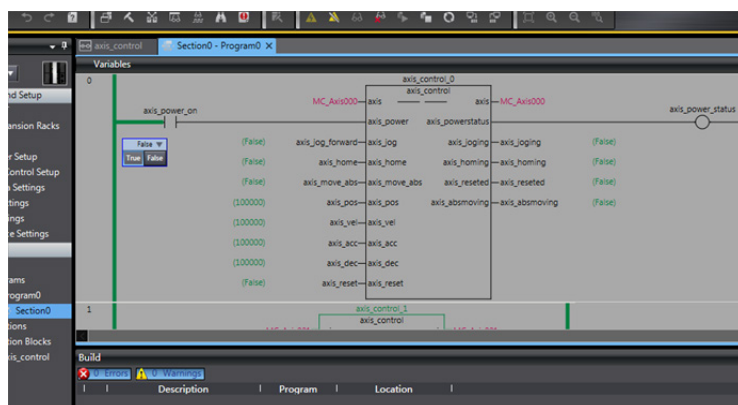 axis_control
Section0 - Program0
Variables
nd Setup
ansion Racks
er Setup
Control Setup
n Settings
ttings
ings
ce Settings
ams
rogram0
Section0
tions
tion Blocks
xis_control
0
axis_control_0
axis_control
axis_power_on
MC_Axis000 axis axis MC_Axis000
axis_power axis_powerstatus
axis_power_status
False
True False
(False) axis_jog_forward axis_jog axis_joging axis_joging (False)
(False) axis_home axis_home axis_homing axis_homing (False)
(False) axis_move_abs axis_move_abs axis_reseted axis_reseted (False)
(100000) axis_pos axis_pos axis_absmoving axis_absmoving (False)
(100000) axis_vel axis_vel
(100000) axis_acc axis_acc
(100000) axis_dec axis_dec
(False) axis_reset axis_reset
1
axis_control_1
axis_control
Build
0 Errors 0 Warnings
Description Program Location